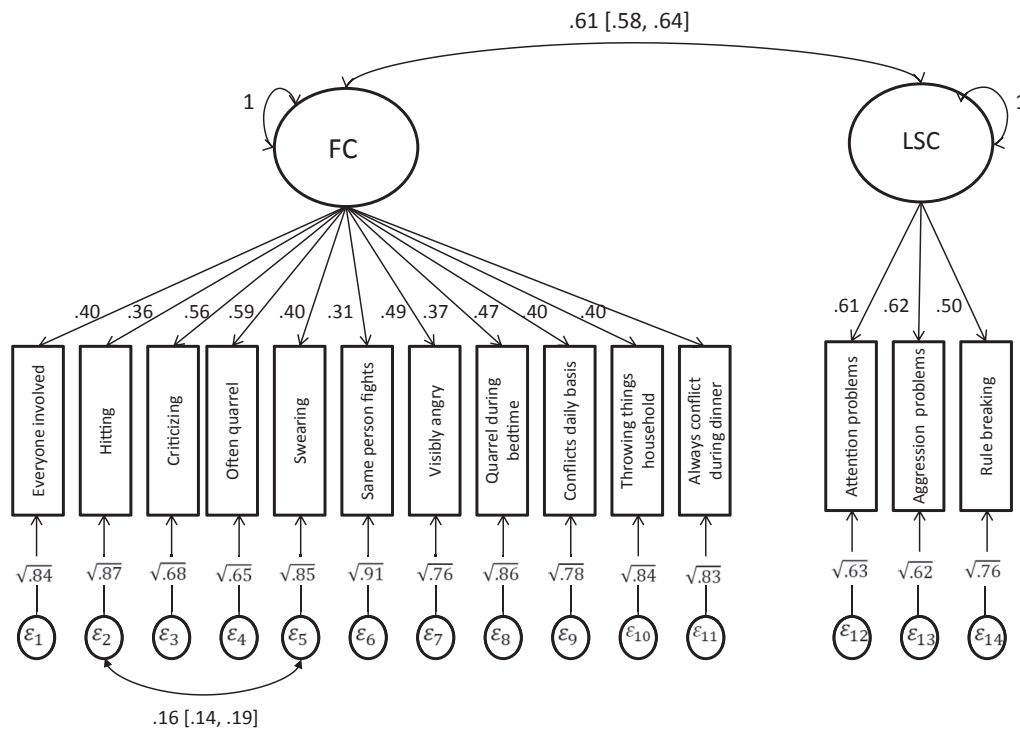 .61 [.58, .64]
1
FC
LSC
1
.40
.36
.56
.59
.40
.31
.49
.37
.47
.40
.40
.61
.62
.50
Everyone involved
Hitting
Criticizing
Often quarrel
Swearing
Same person fights
Visibly angry
Quarrel during
bedtime
Conflicts daily basis
Throwing things
household
Always conflict
during dinner
Attention problems
Aggression problems
Rule breaking
√.84
√.87
√.68
√.65
√.85
√.91
√.76
√.86
√.78
√.84
√.83
√.63
√.62
√.76
ε1
ε2
ε3
ε4
ε5
ε6
ε7
ε8
ε9
ε10
ε11
ε12
ε13
ε14
.16 [.14, .19]